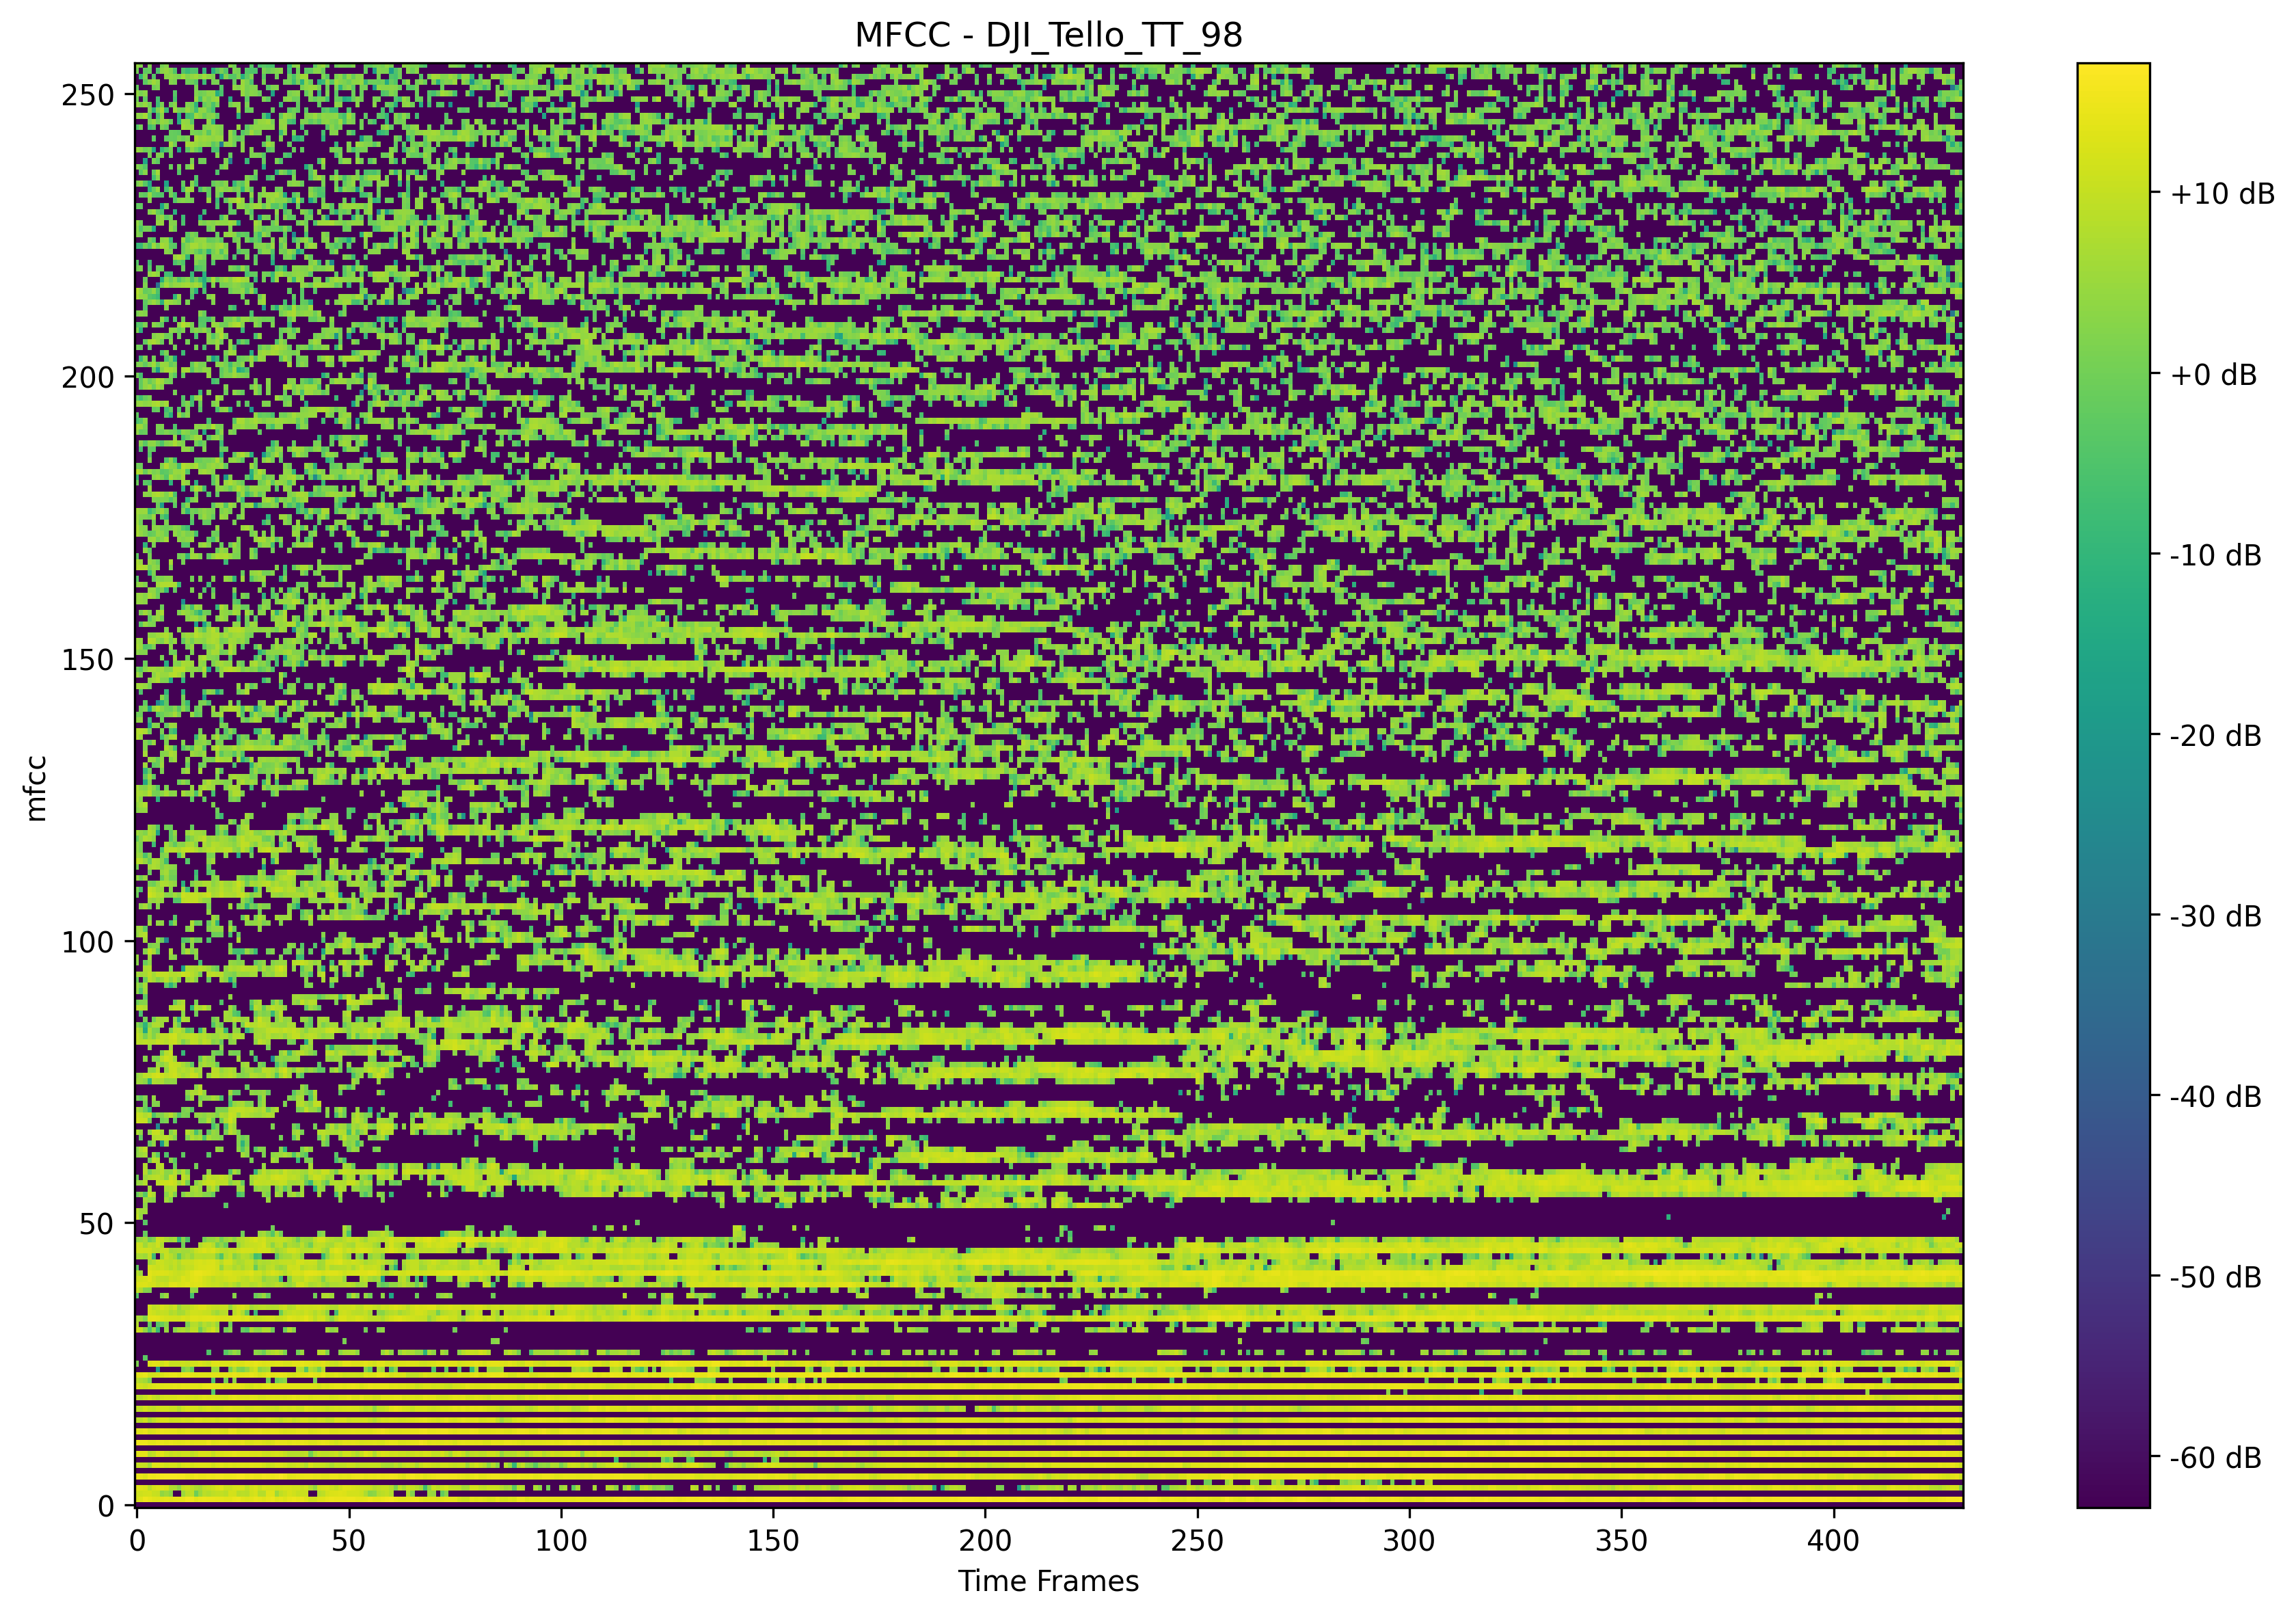 MFCC - DJI_Tello_TT_98
250
200
150
100
50
0
mfcc
0 50 100 150 200 250 300 350 400
Time Frames
+10 dB
+0 dB
-10 dB
-20 dB
-30 dB
-40 dB
-50 dB
-60 dB